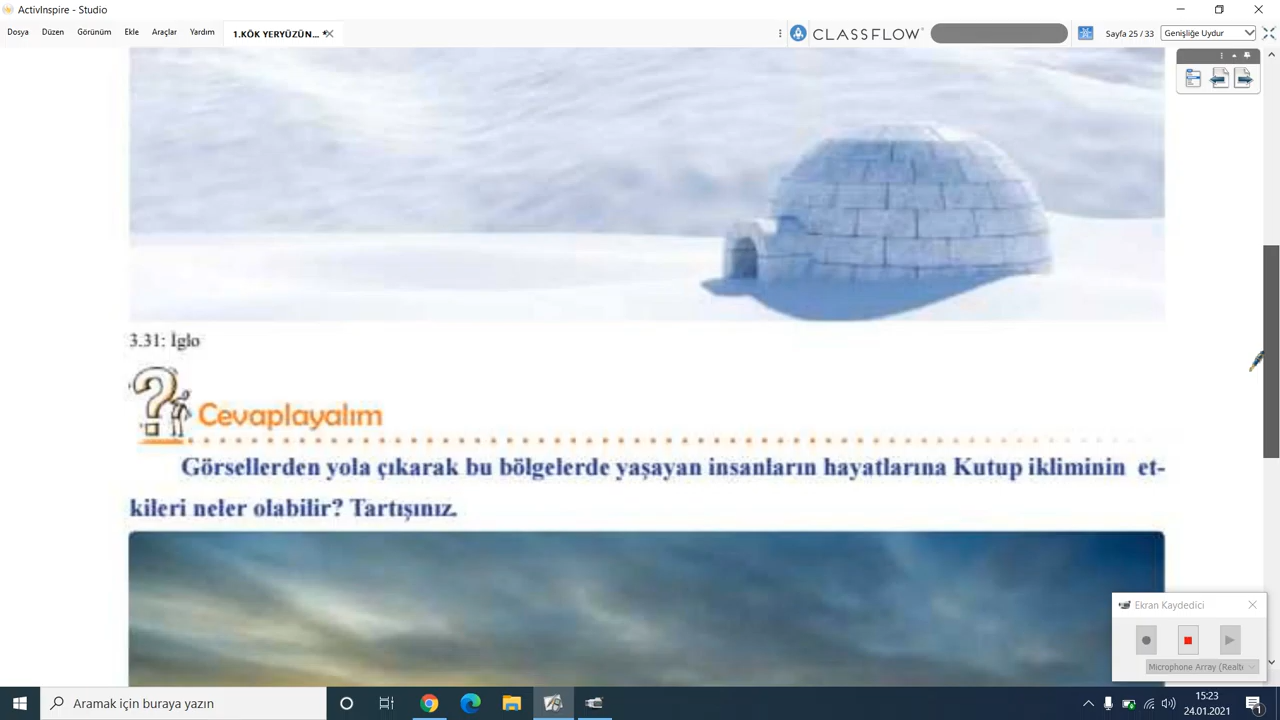 ActivInspire - Studio
Dosya Düzen Görünüm Ekle Araçlar Yardım 1.KÖK YERYÜZÜN... CLASSFLOW Sayfa 25 / 33 Genişliğe Uydur
3.31: İglo
Cevaplayalım
Görsellerden yola çıkarak bu bölgelerde yaşayan insanların hayatlarına Kutup ikliminin et-
kileri neler olabilir? Tartışınız.
Ekran Kaydedici
Microphone Array (Realte
Aramak için buraya yazın
15:23
24.01.2021
1